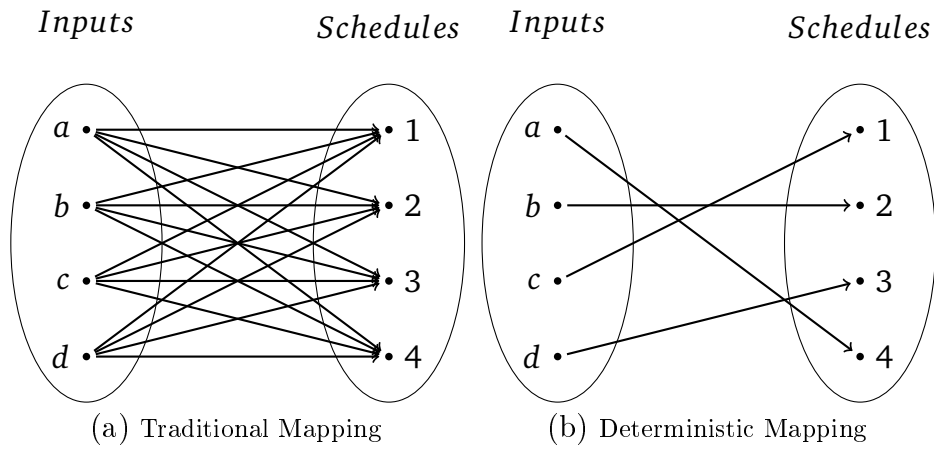 Inputs Schedules Inputs Schedules
a 1 a 1
b 2 b 2
c 3 c 3
d 4 d 4
(a) Traditional Mapping (b) Deterministic Mapping